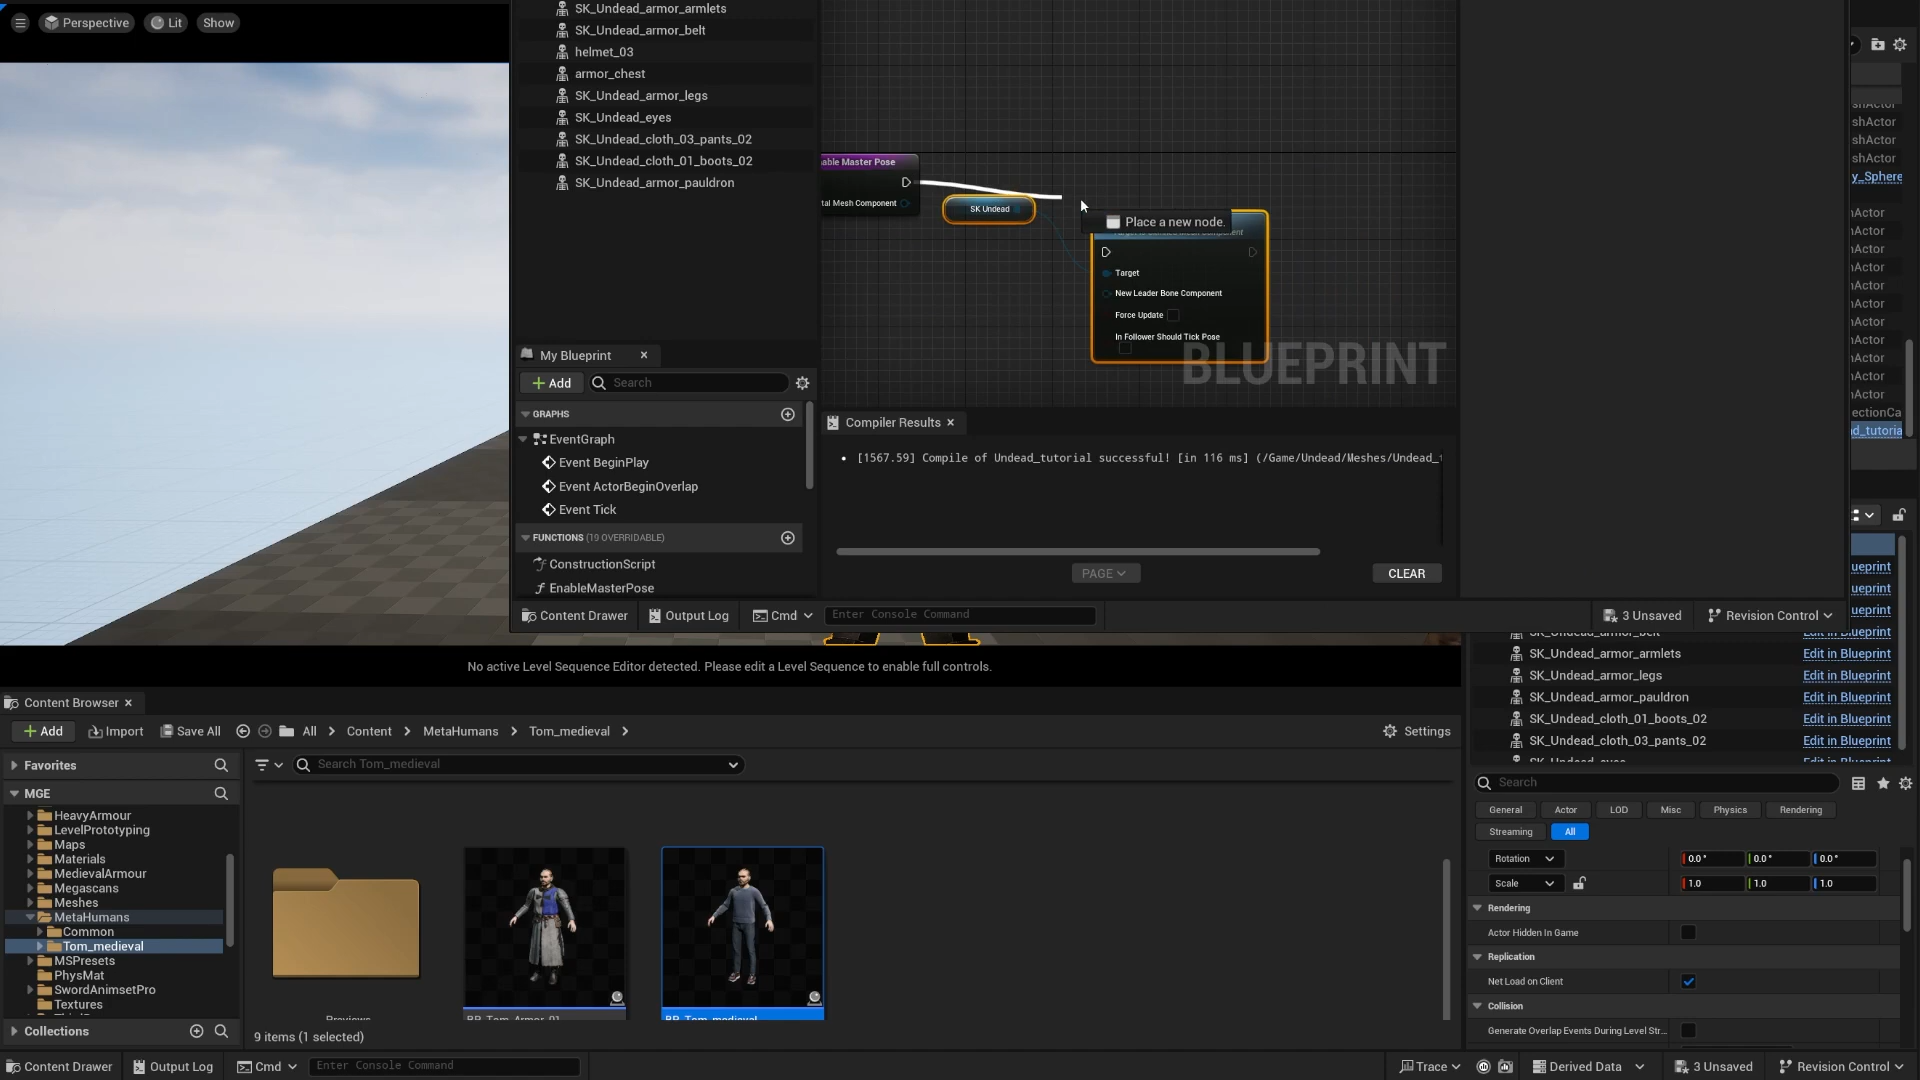 Perspective
Lit
Show
SK_Undead_armor_armlets
SK_Undead_armor_belt
helmet_03
armor_chest
SK_Undead_armor_legs
SK_Undead_eyes
SK_Undead_cloth_03_pants_02
SK_Undead_cloth_01_boots_02
SK_Undead_armor_pauldron
able Master Pose
tal Mesh Component
SK Undead
Place a new node.
Target
New Leader Bone Component
Force Update
In Follower Should Tick Pose
BLUEPRINT
My Blueprint
Add
Search
GRAPHS
EventGraph
Event BeginPlay
Event ActorBeginOverlap
Event Tick
FUNCTIONS (19 OVERRIDABLE)
ConstructionScript
EnableMasterPose
Compiler Results
[1567.59] Compile of Undead_tutorial successful! [in 116 ms] (/Game/Undead/Meshes/Undead_
PAGE
CLEAR
Content Drawer
Output Log
Cmd
Enter Console Command
3 Unsaved
Revision Control
shActor
shActor
shActor
y_Sphere
Actor
Actor
Actor
Actor
Actor
Actor
Actor
Actor
Actor
Actor
Actor
ectionCa
d_tutoria
ueprint
ueprint
ueprint
SK_Undead_armor_belt
Edit in Blueprint
SK_Undead_armor_armlets
Edit in Blueprint
SK_Undead_armor_legs
Edit in Blueprint
SK_Undead_armor_pauldron
Edit in Blueprint
SK_Undead_cloth_01_boots_02
Edit in Blueprint
SK_Undead_cloth_03_pants_02
Edit in Blueprint
No active Level Sequence Editor detected. Please edit a Level Sequence to enable full controls.
Content Browser
Add
Import
Save All
All
Content
MetaHumans
Tom_medieval
Settings
Favorites
Search Tom_medieval
MGE
HeavyArmour
LevelPrototyping
Maps
Materials
MedievalArmour
Megascans
Meshes
MetaHumans
Common
Tom_medieval
MSPresets
PhysMat
SwordAnimsetPro
Textures
Collections
Previews
BP_Tom_Armor_01
BP_Tom_medieval
9 items (1 selected)
Search
General
Actor
LOD
Misc
Physics
Rendering
Streaming
All
Rotation
0.0 °
0.0 °
0.0 °
Scale
1.0
1.0
1.0
Rendering
Actor Hidden In Game
Replication
Net Load on Client
Collision
Generate Overlap Events During Level Str...
Content Drawer
Output Log
Cmd
Enter Console Command
Trace
Derived Data
3 Unsaved
Revision Control